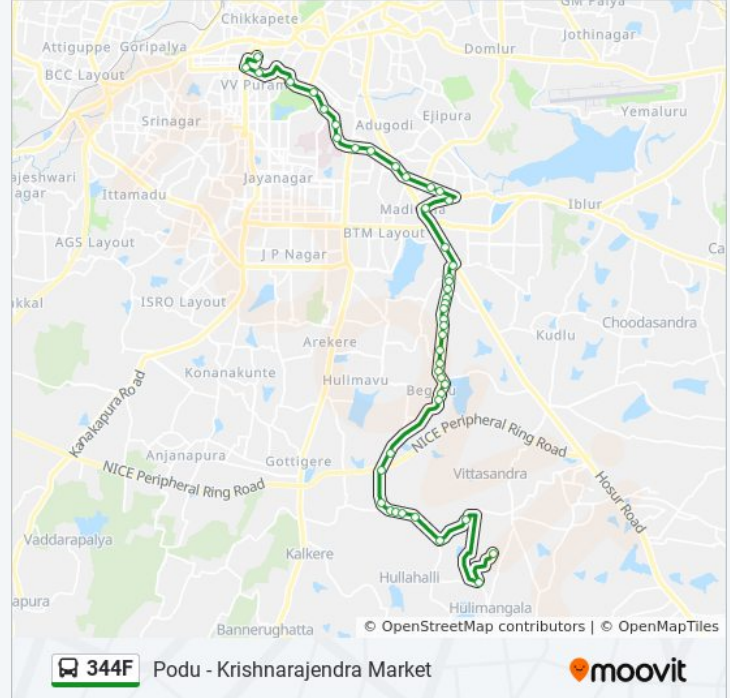 GM Palya
Chikkapete
Jothinagar
Attiguppe
Goripalya
Domlur
BCC Layout
VV Puram
Yemaluru
Srinagar
Ejipura
Adugodi
ajeshwari
agar
Jayanagar
Ittamadu
Iblur
BTM Layout
AGS Layout
J P Nagar
Ca
kkal
ISRO Layout
Choodasandra
Kudlu
Arekere
Konanakunte
Hulimavu
Kanakapura Road
NICE Peripheral Ring Road
Anjanapura
Gottigere
NICE Peripheral Ring Road
Vittasandra
Hosur Road
Vaddarapalya
Kalkere
Hullahalli
apura
Hulimangala
Bannerughatta
© OpenStreetMap contributors | © OpenMapTiles
344F
Podu - Krishnarajendra Market
moovit